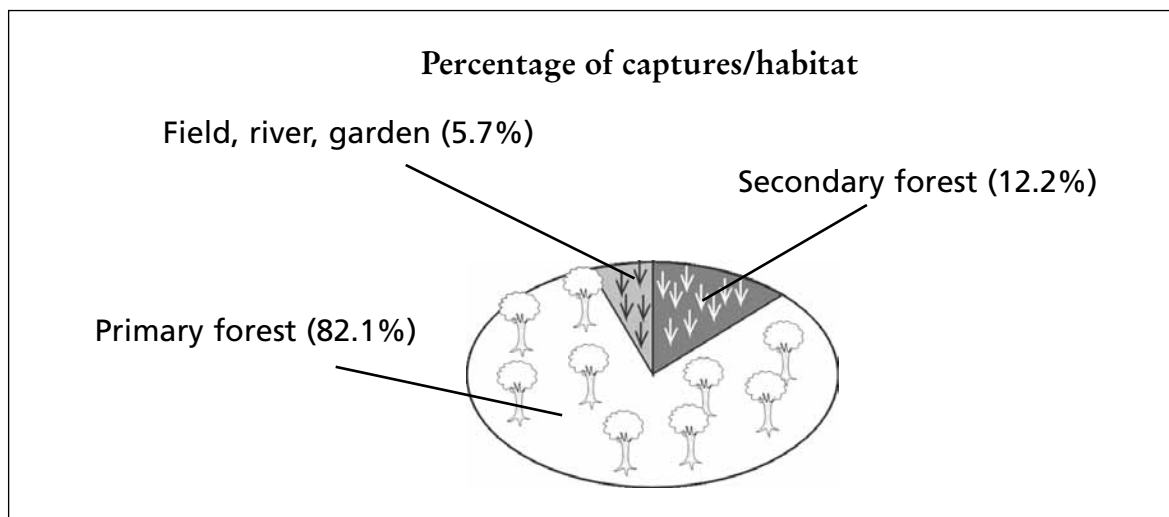 Percentage of captures/habitat
Field, river, garden (5.7%)
Secondary forest (12.2%)
Primary forest (82.1%)